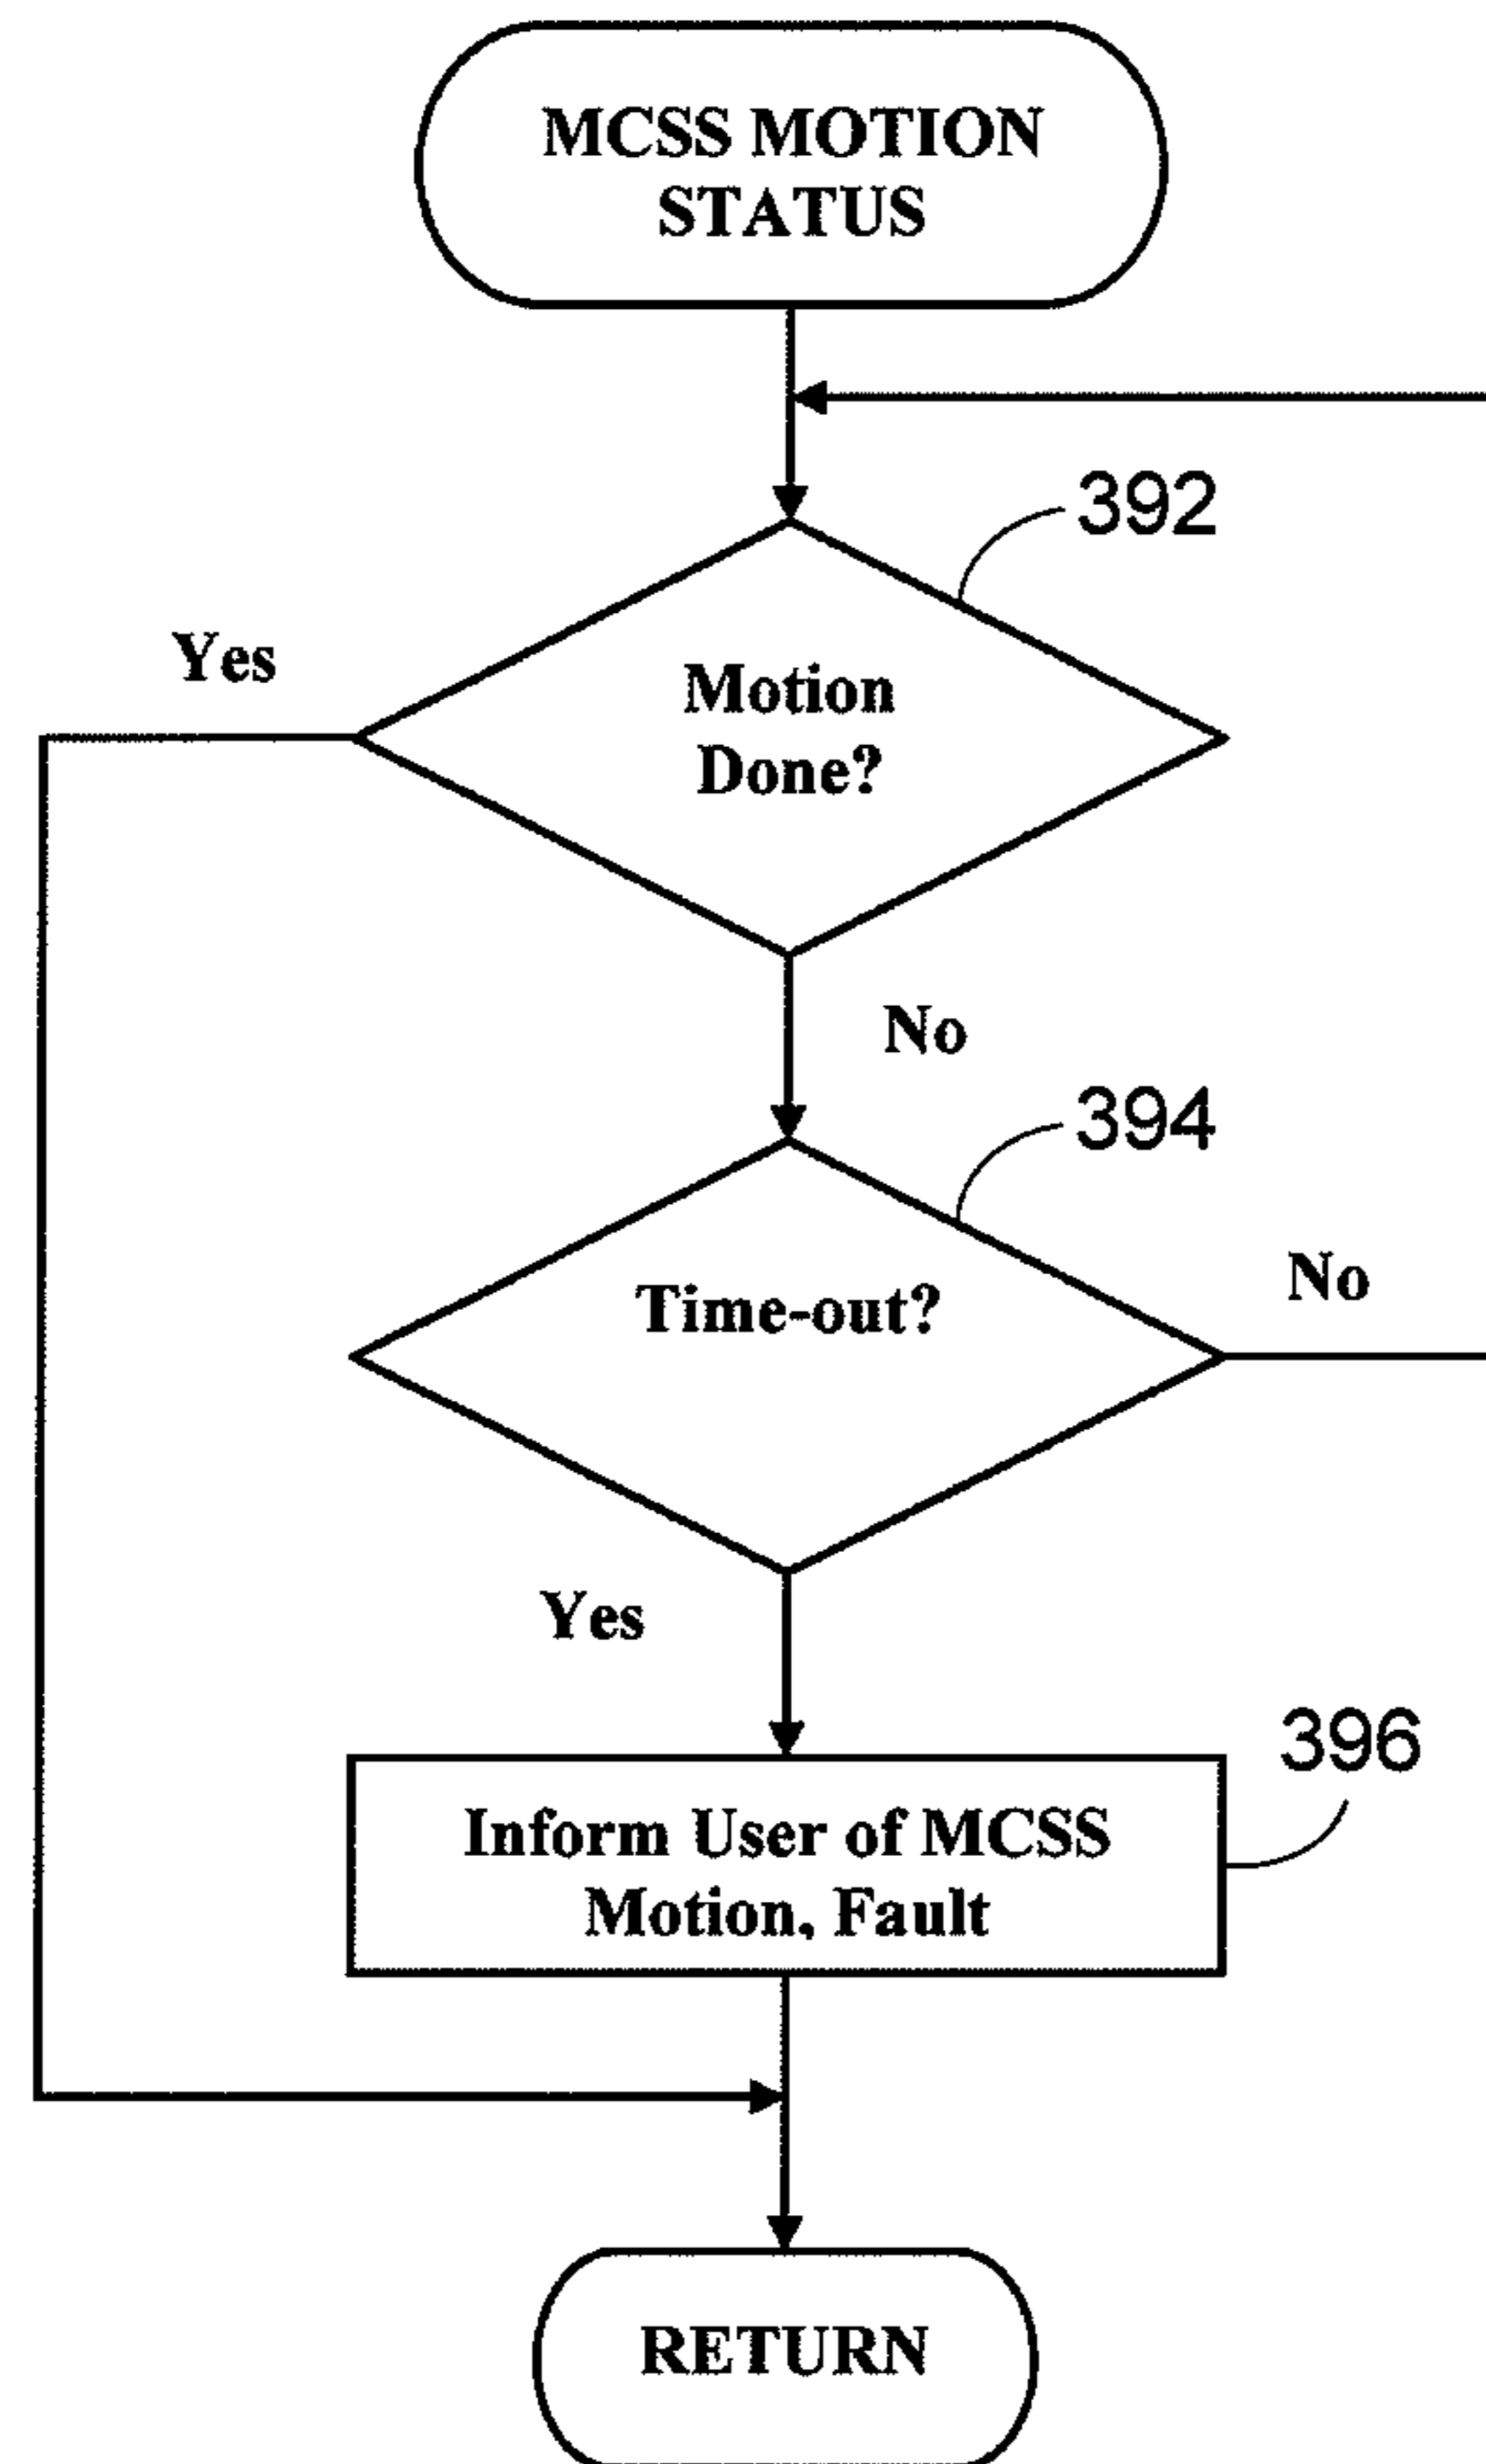 MCSS MOTION
STATUS
392
Yes
Motion
Done?
No
394
Time-out?
No
Yes
396
Inform User of MCSS
Motion, Fault
RETURN